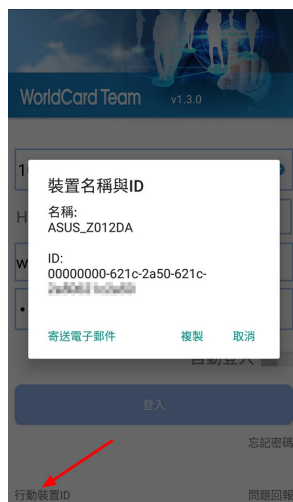 WorldCard Team v1.3.0
1
裝置名稱與ID
名稱:
ASUS_Z012DA
H
ID:
w
00000000-621c-2a50-621c-
寄送電子郵件 複製 取消
自動登入
登入
忘記密碼
行動裝置ID 問題回報